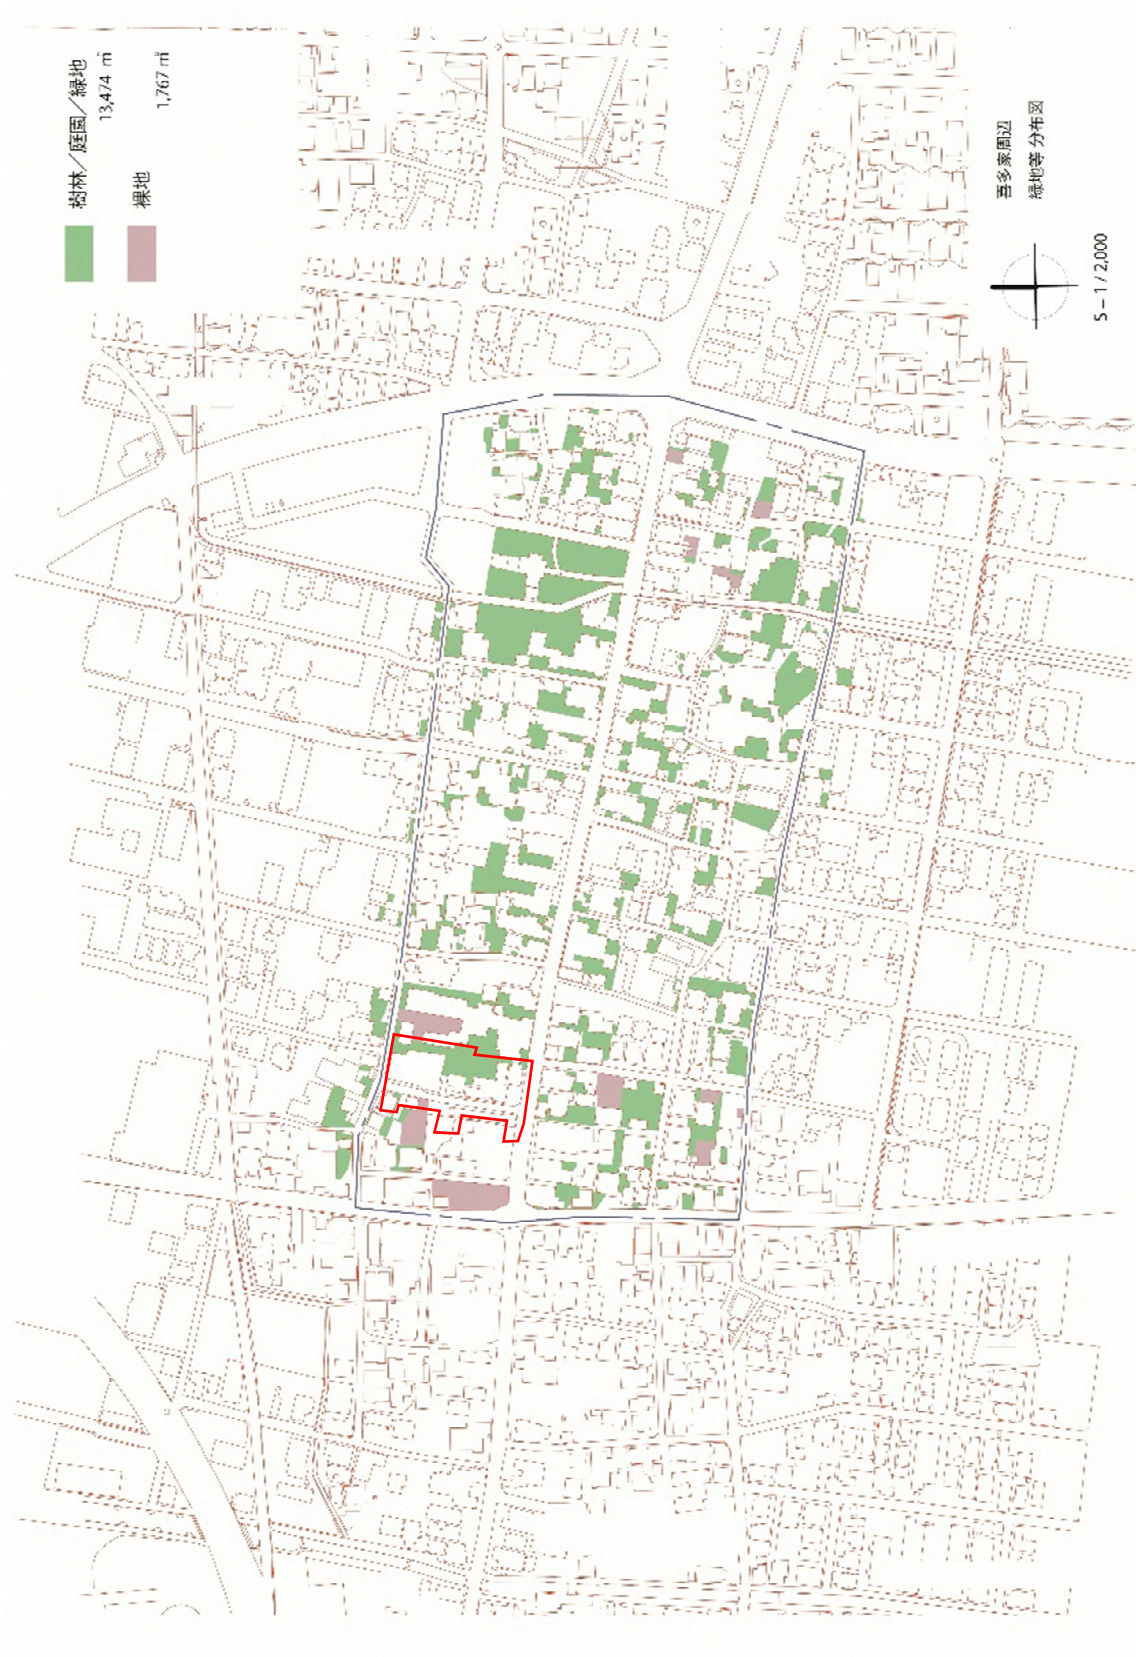 樹林／庭園／緑地
13,474 ㎡
裸地
1,767 ㎡
吾多家周辺
緑地等 分布図
S – 1 / 2,000